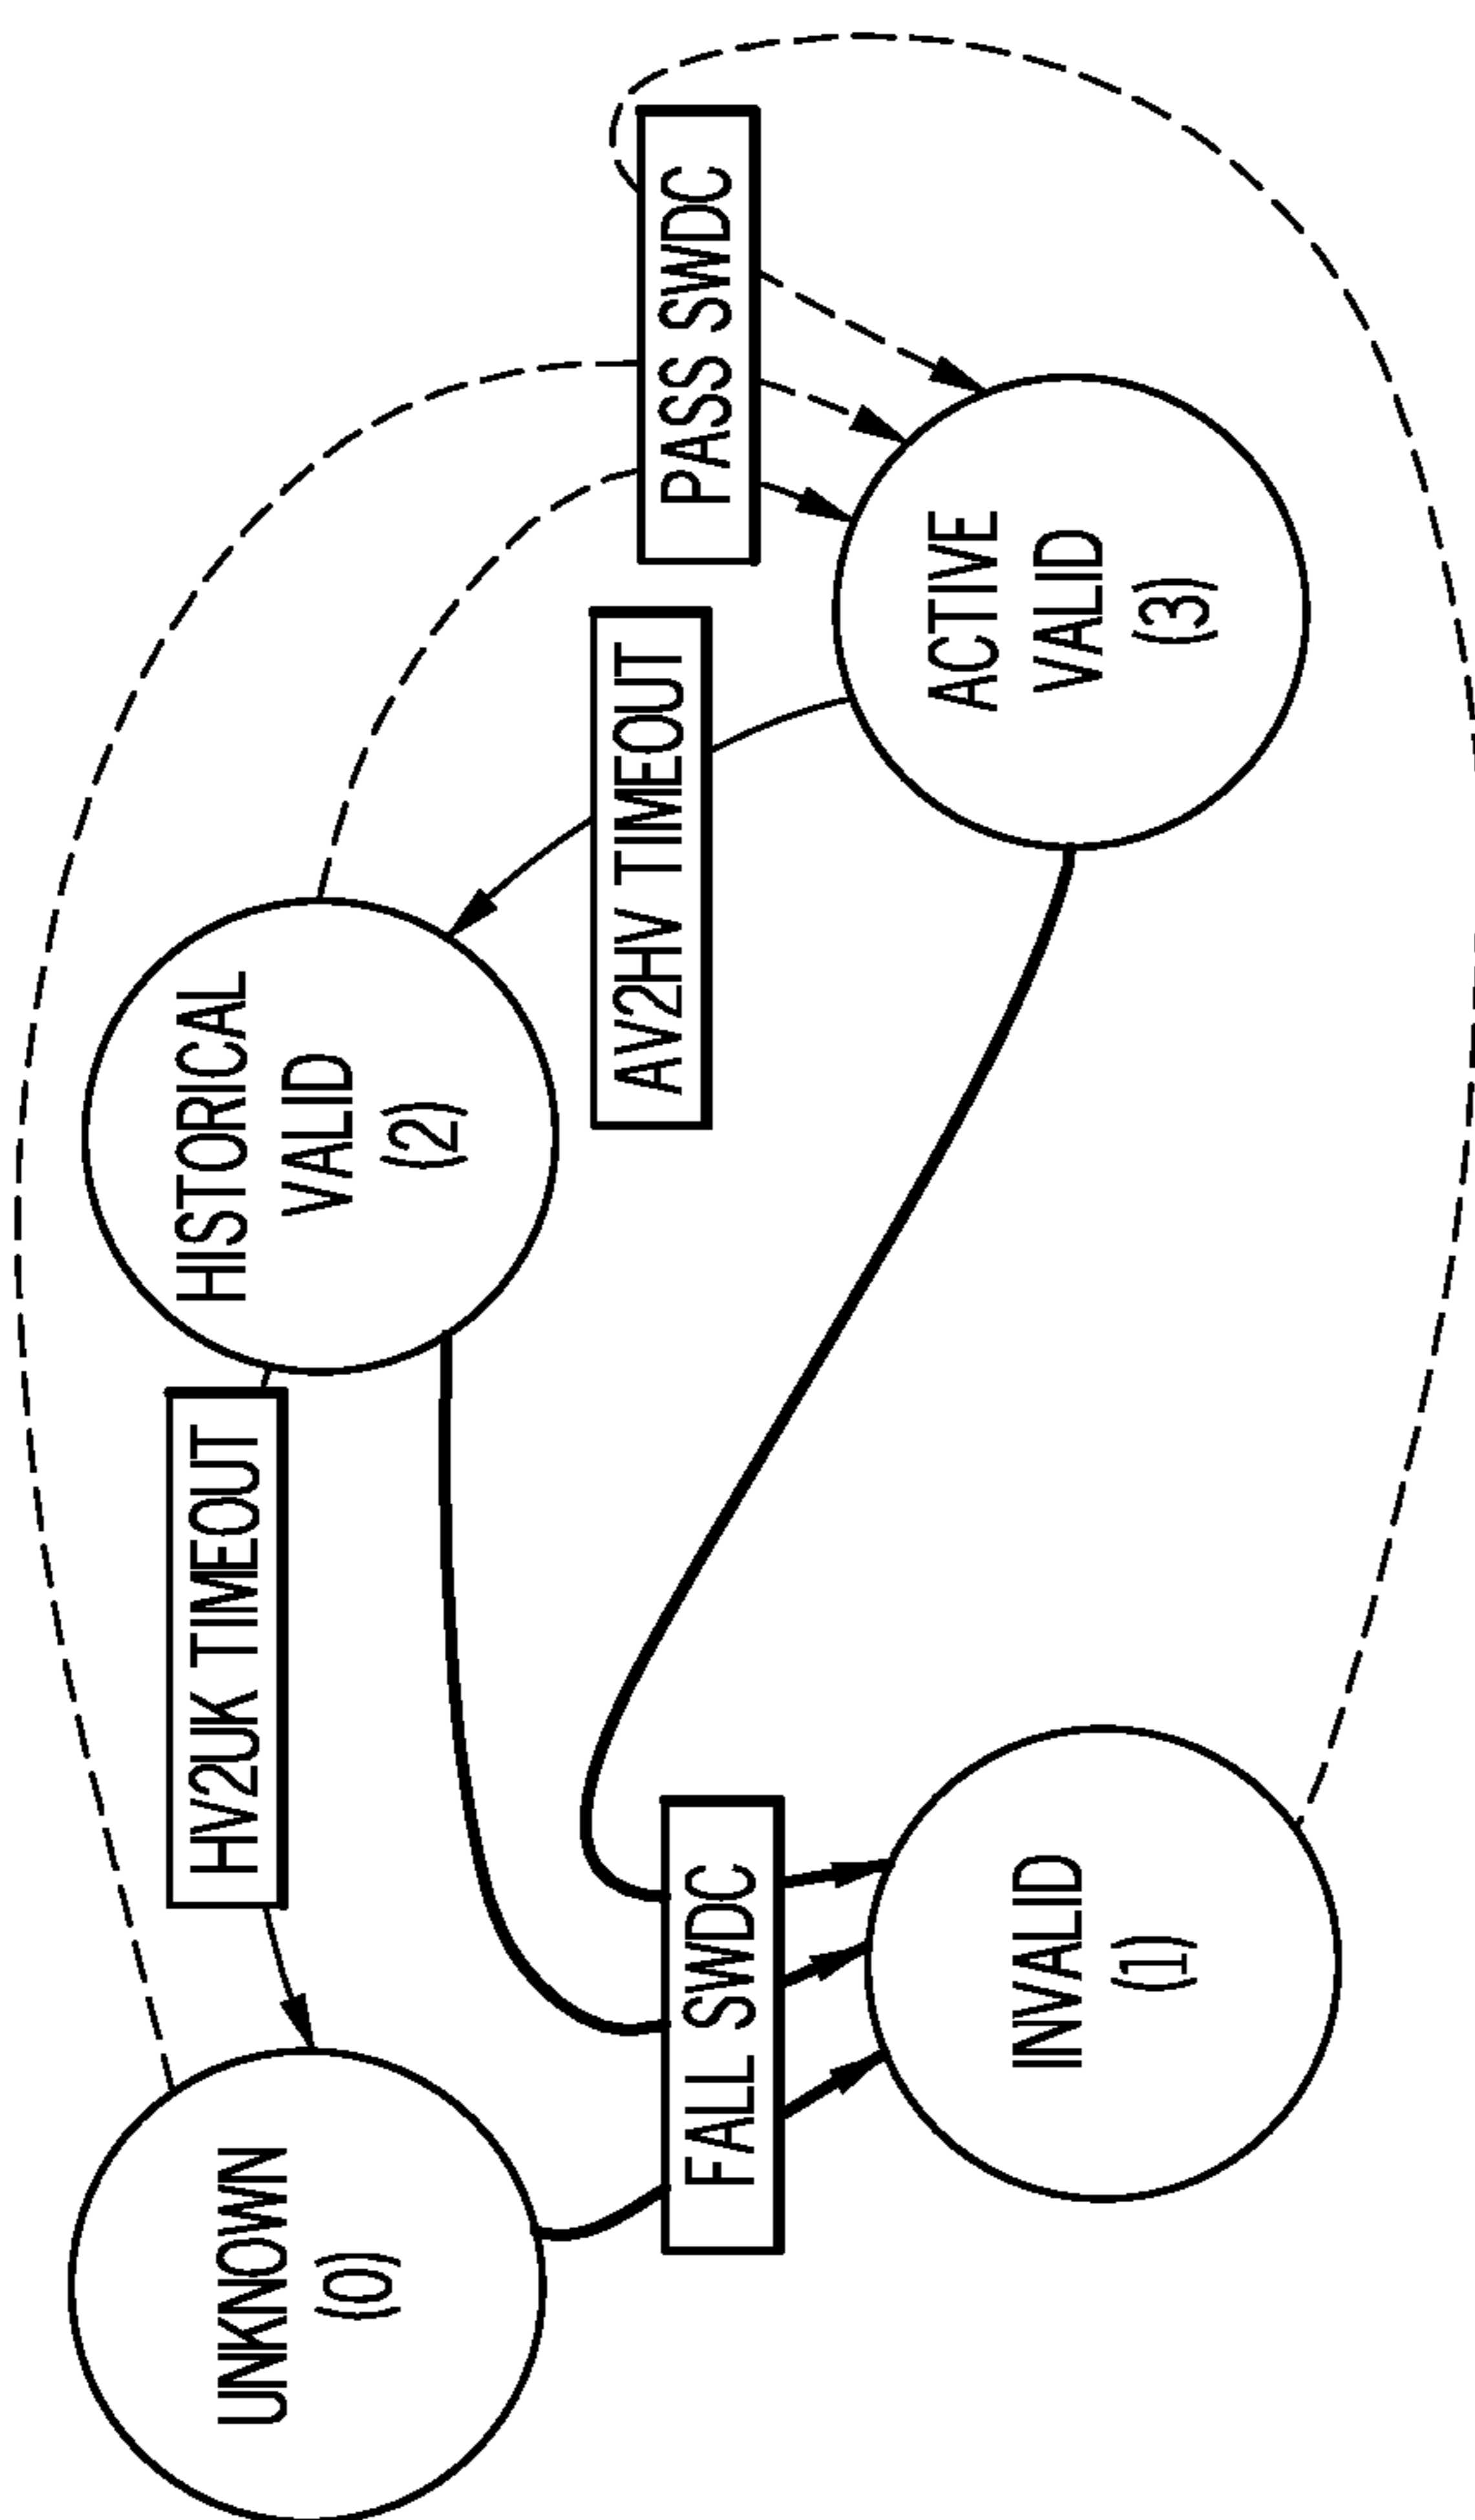 UNKNOWN
(0)
HV2UK TIMEOUT
HISTORICAL
VALID
(2)
AV2HV TIMEOUT
PASS SWDC
FALL SWDC
INVALID
(1)
ACTIVE
VALID
(3)